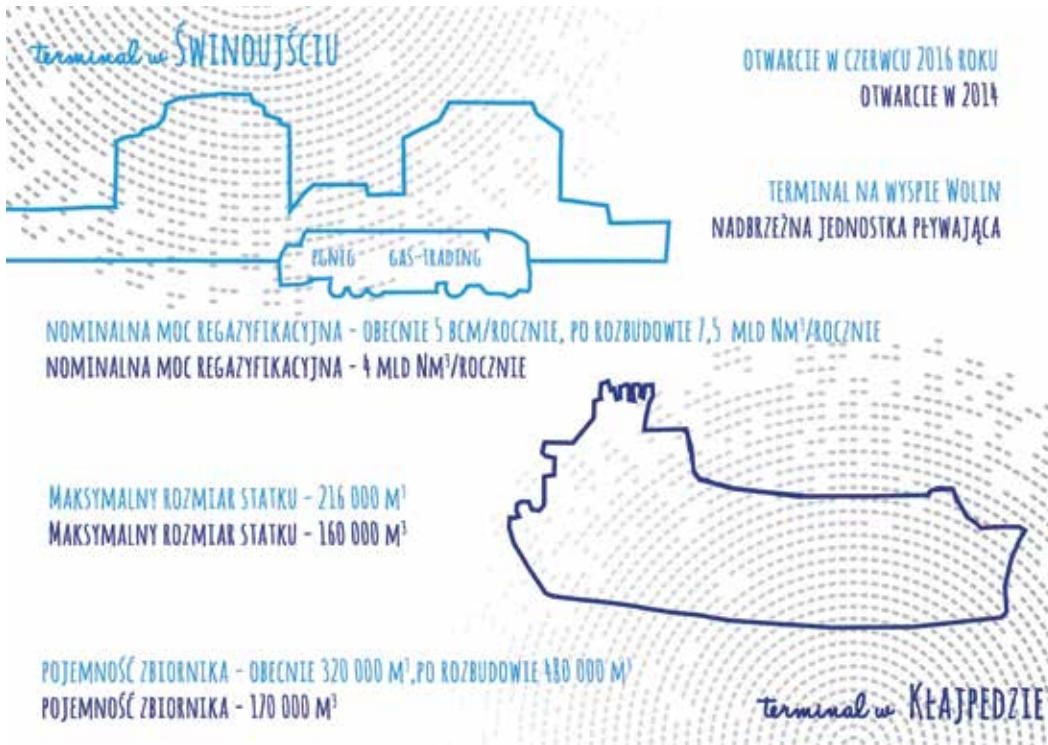 terminal w Świnoujściu
otwarcie w czerwcu 2016 roku
otwarcie w 2014
terminal na wyspie Wolin
nadbrzeżna jednostka pływająca
PGNiG GAS-TRADING
nominalna moc regazyfikacyjna - obecnie 5 bcm/rocznie, po rozbudowie 7,5 mld Nm³/rocznie
nominalna moc regazyfikacyjna - 4 mld Nm³/rocznie
Maksymalny rozmiar statku - 216 000 m³
Maksymalny rozmiar statku - 160 000 m³
pojemność zbiornika - obecnie 320 000 m³,po rozbudowie 480 000 m³
pojemność zbiornika - 170 000 m³
terminal w Kłajpedzie